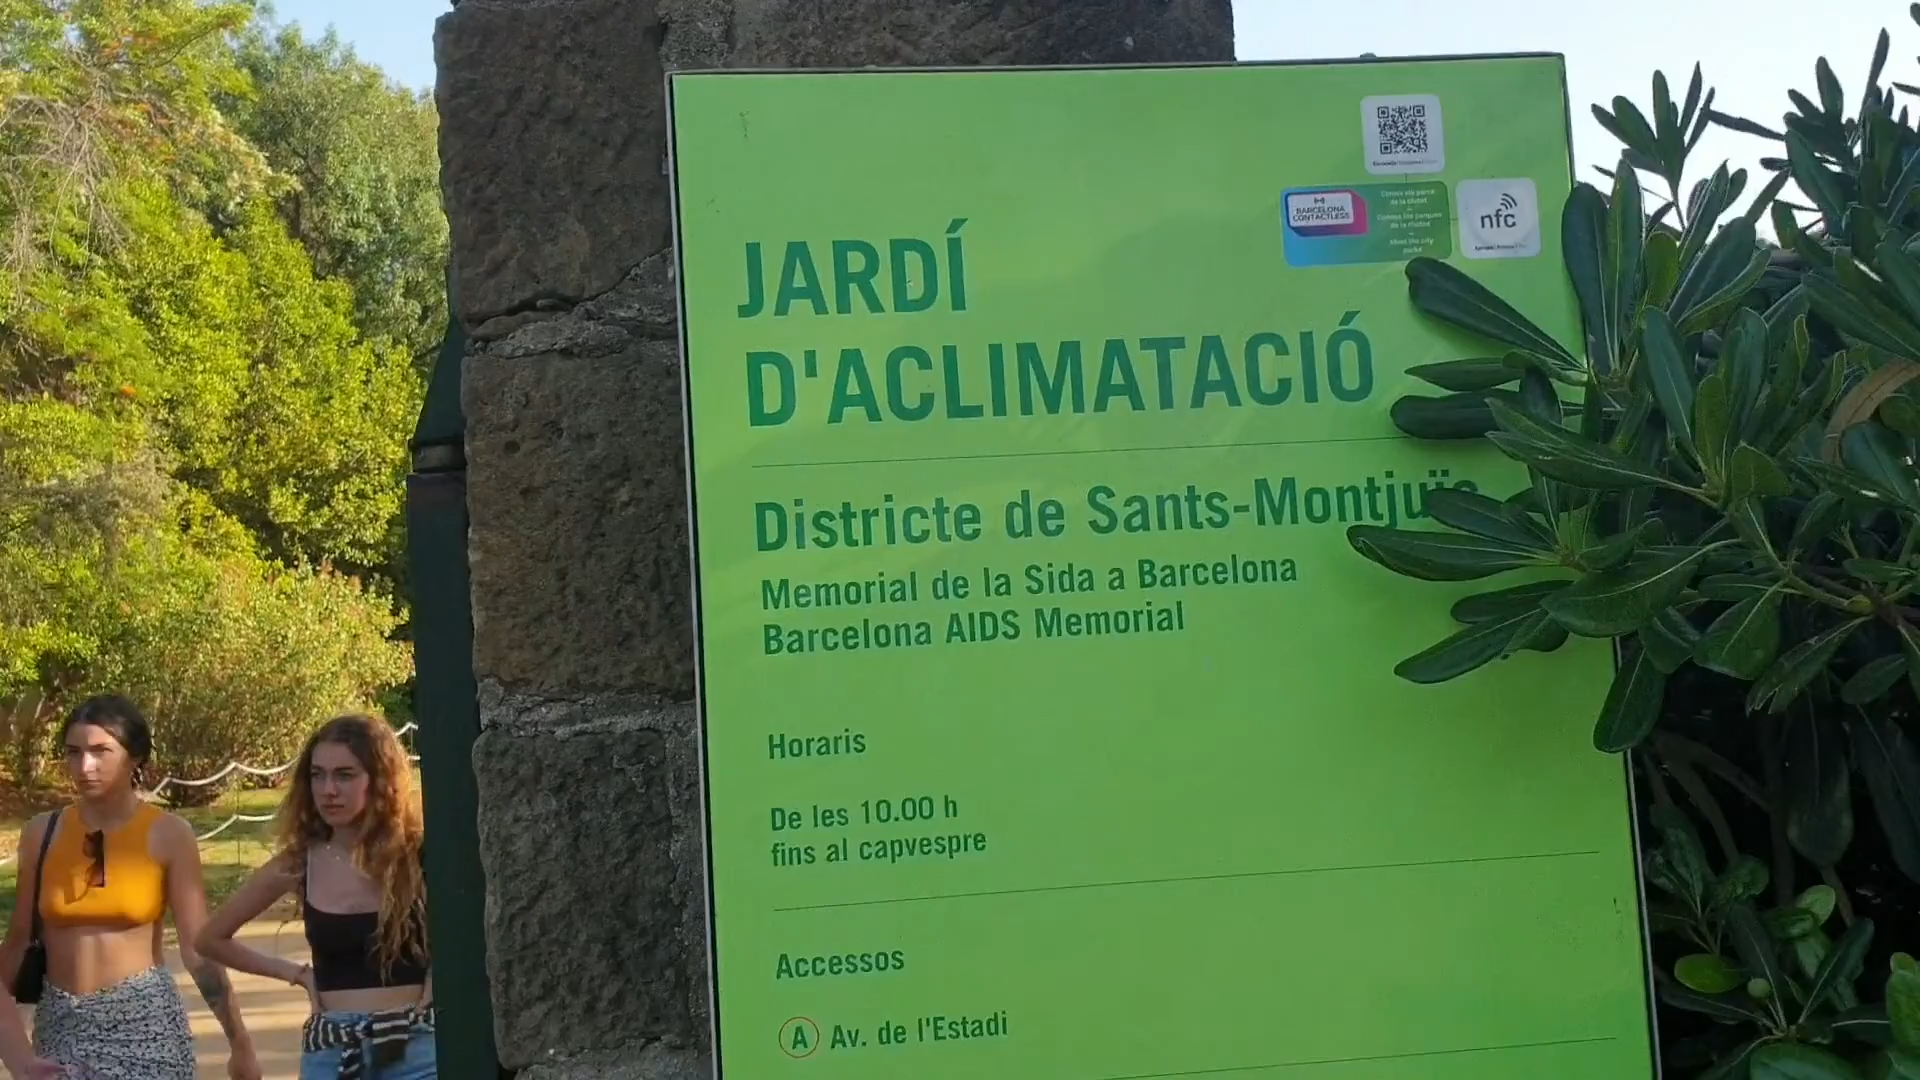 JARDÍ
D'ACLIMATACIÓ
BARCELONA
CONTACTLESS
nfc
Districte de Sants-Montjuïc
Memorial de la Sida a Barcelona
Barcelona AIDS Memorial
Horaris
De les 10.00 h
fins al capvespre
Accessos
A Av. de l'Estadi